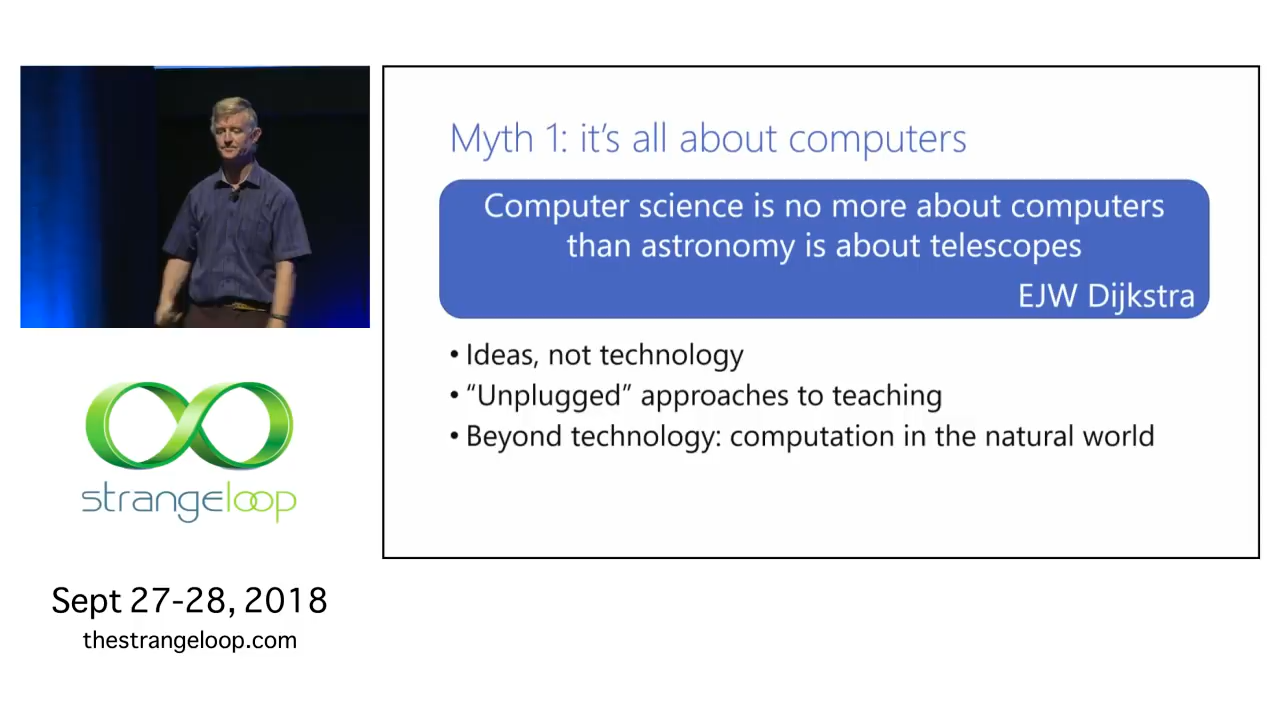 Myth 1: it's all about computers
Computer science is no more about computers
than astronomy is about telescopes
EJW Dijkstra
• Ideas, not technology
• “Unplugged” approaches to teaching
• Beyond technology: computation in the natural world
strangeloop
Sept 27-28, 2018
thestrangeloop.com